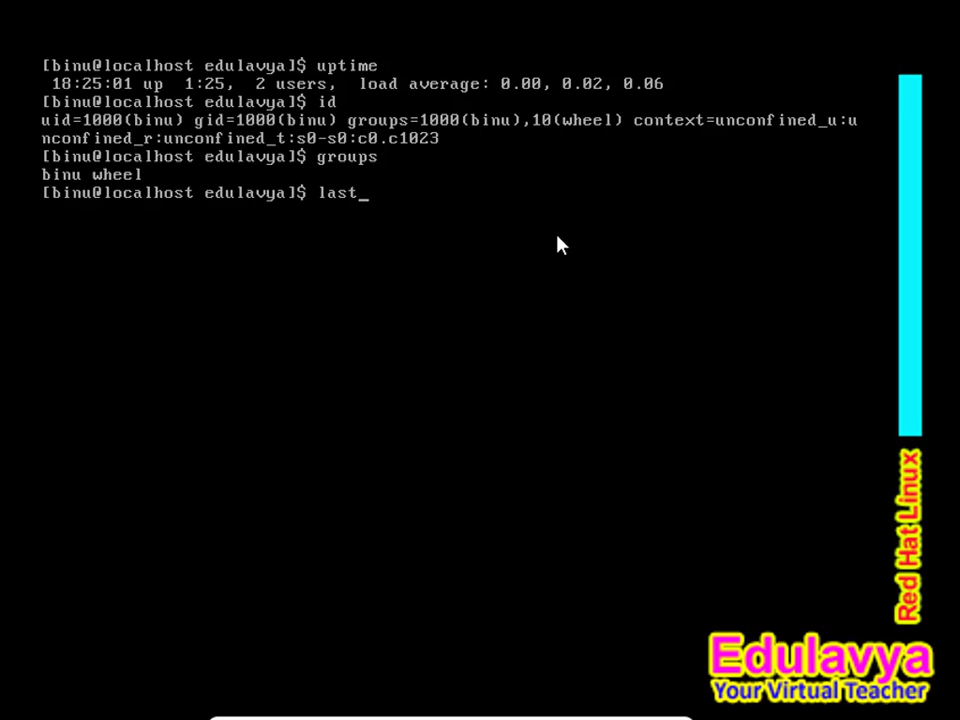 [binu@localhost edulavya]$ uptime
18:25:01 up  1:25,  2 users,  load average: 0.00, 0.02, 0.06
[binu@localhost edulavya]$ id
uid=1000(binu) gid=1000(binu) groups=1000(binu),10(wheel) context=unconfined_u:u
nconfined_r:unconfined_t:s0-s0:c0.c1023
[binu@localhost edulavya]$ groups
binu wheel
[binu@localhost edulavya]$ last_
Red Hat Linux
Edulavya
Your Virtual Teacher